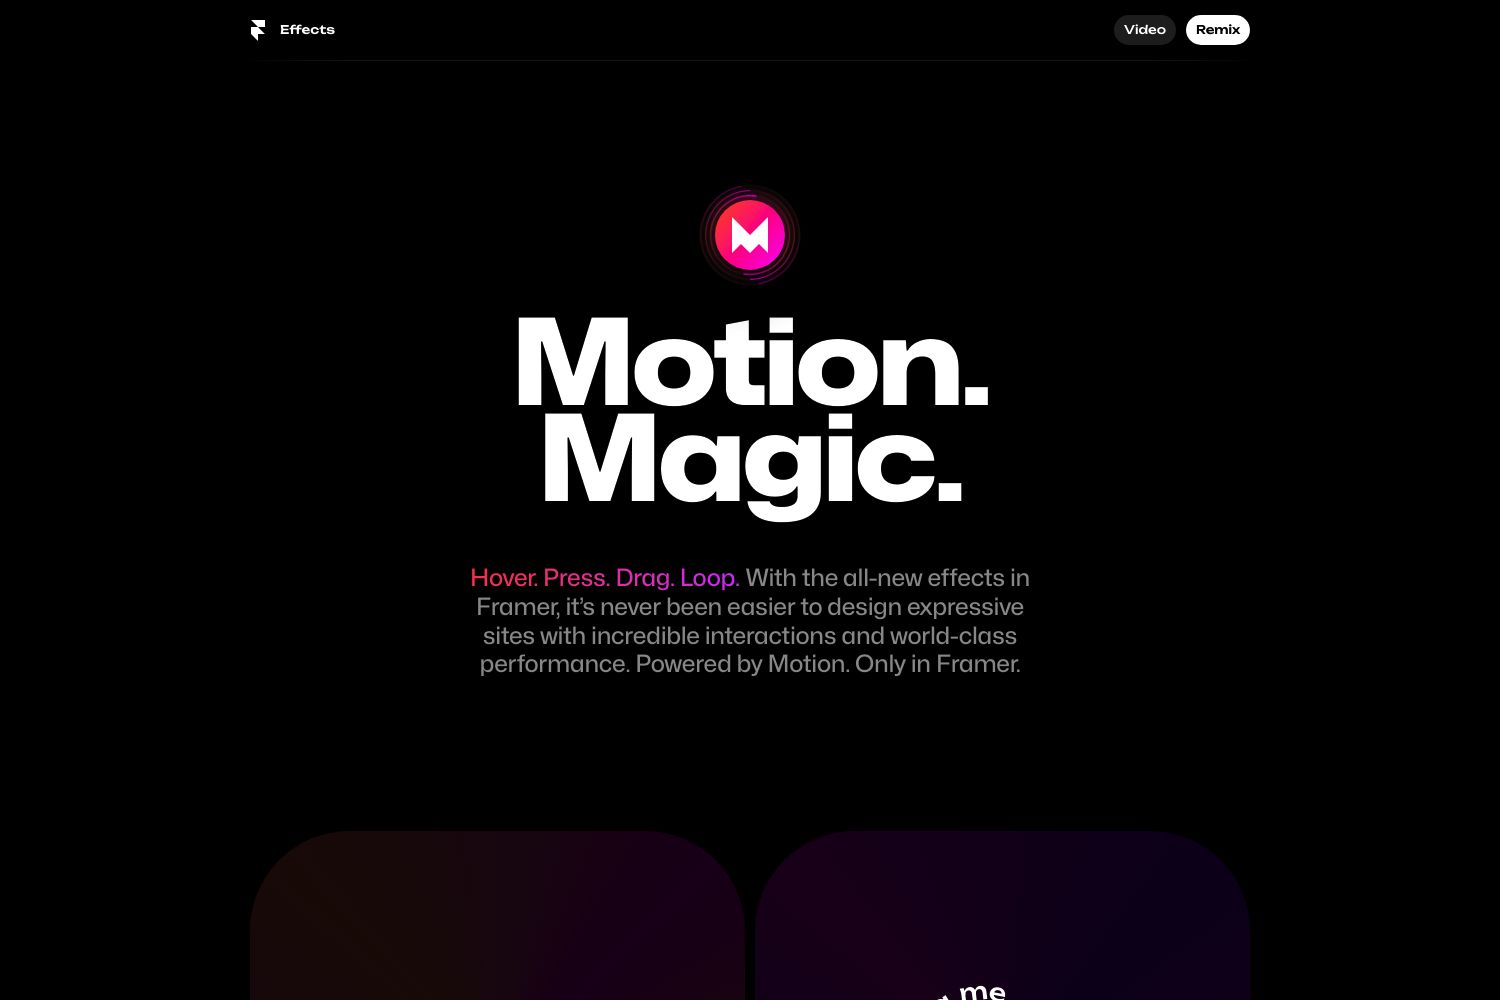 Effects
Video
Remix
Motion.
Magic.
Hover. Press. Drag. Loop. With the all-new effects in
Framer, it’s never been easier to design expressive
sites with incredible interactions and world-class
performance. Powered by Motion. Only in Framer.
me